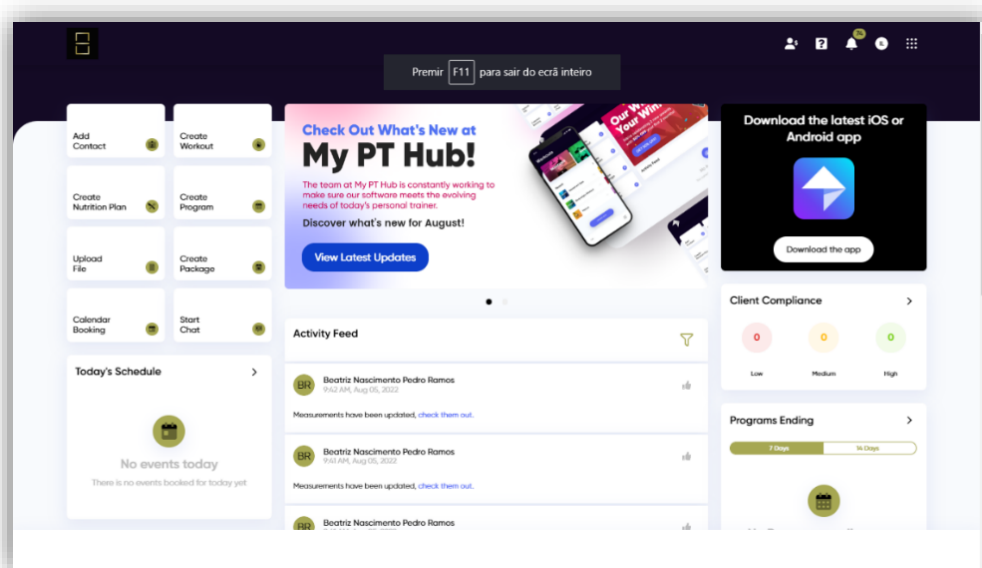 Premir F11 para sair do ecrã inteiro
Add
Contact
Create
Workout
Create
Nutrition Plan
Create
Program
Upload
File
Create
Package
Calendar
Booking
Start
Chat
Today's Schedule
No events today
There is no events booked for today yet
Check Out What's New at
My PT Hub!
The team at My PT Hub is constantly working to
make sure our software meets the evolving
needs of today's personal trainer.
Discover what's new for August!
View Latest Updates
Activity Feed
BR
Beatriz Nascimento Pedro Ramos
9:42 AM, Aug 05, 2022
Measurements have been updated, check them out.
BR
Beatriz Nascimento Pedro Ramos
9:41 AM, Aug 05, 2022
Measurements have been updated, check them out.
BR
Beatriz Nascimento Pedro Ramos
Download the latest iOS or
Android app
Download the app
Client Compliance
0
0
0
Low
Medium
High
Programs Ending
7 Days
14 Days